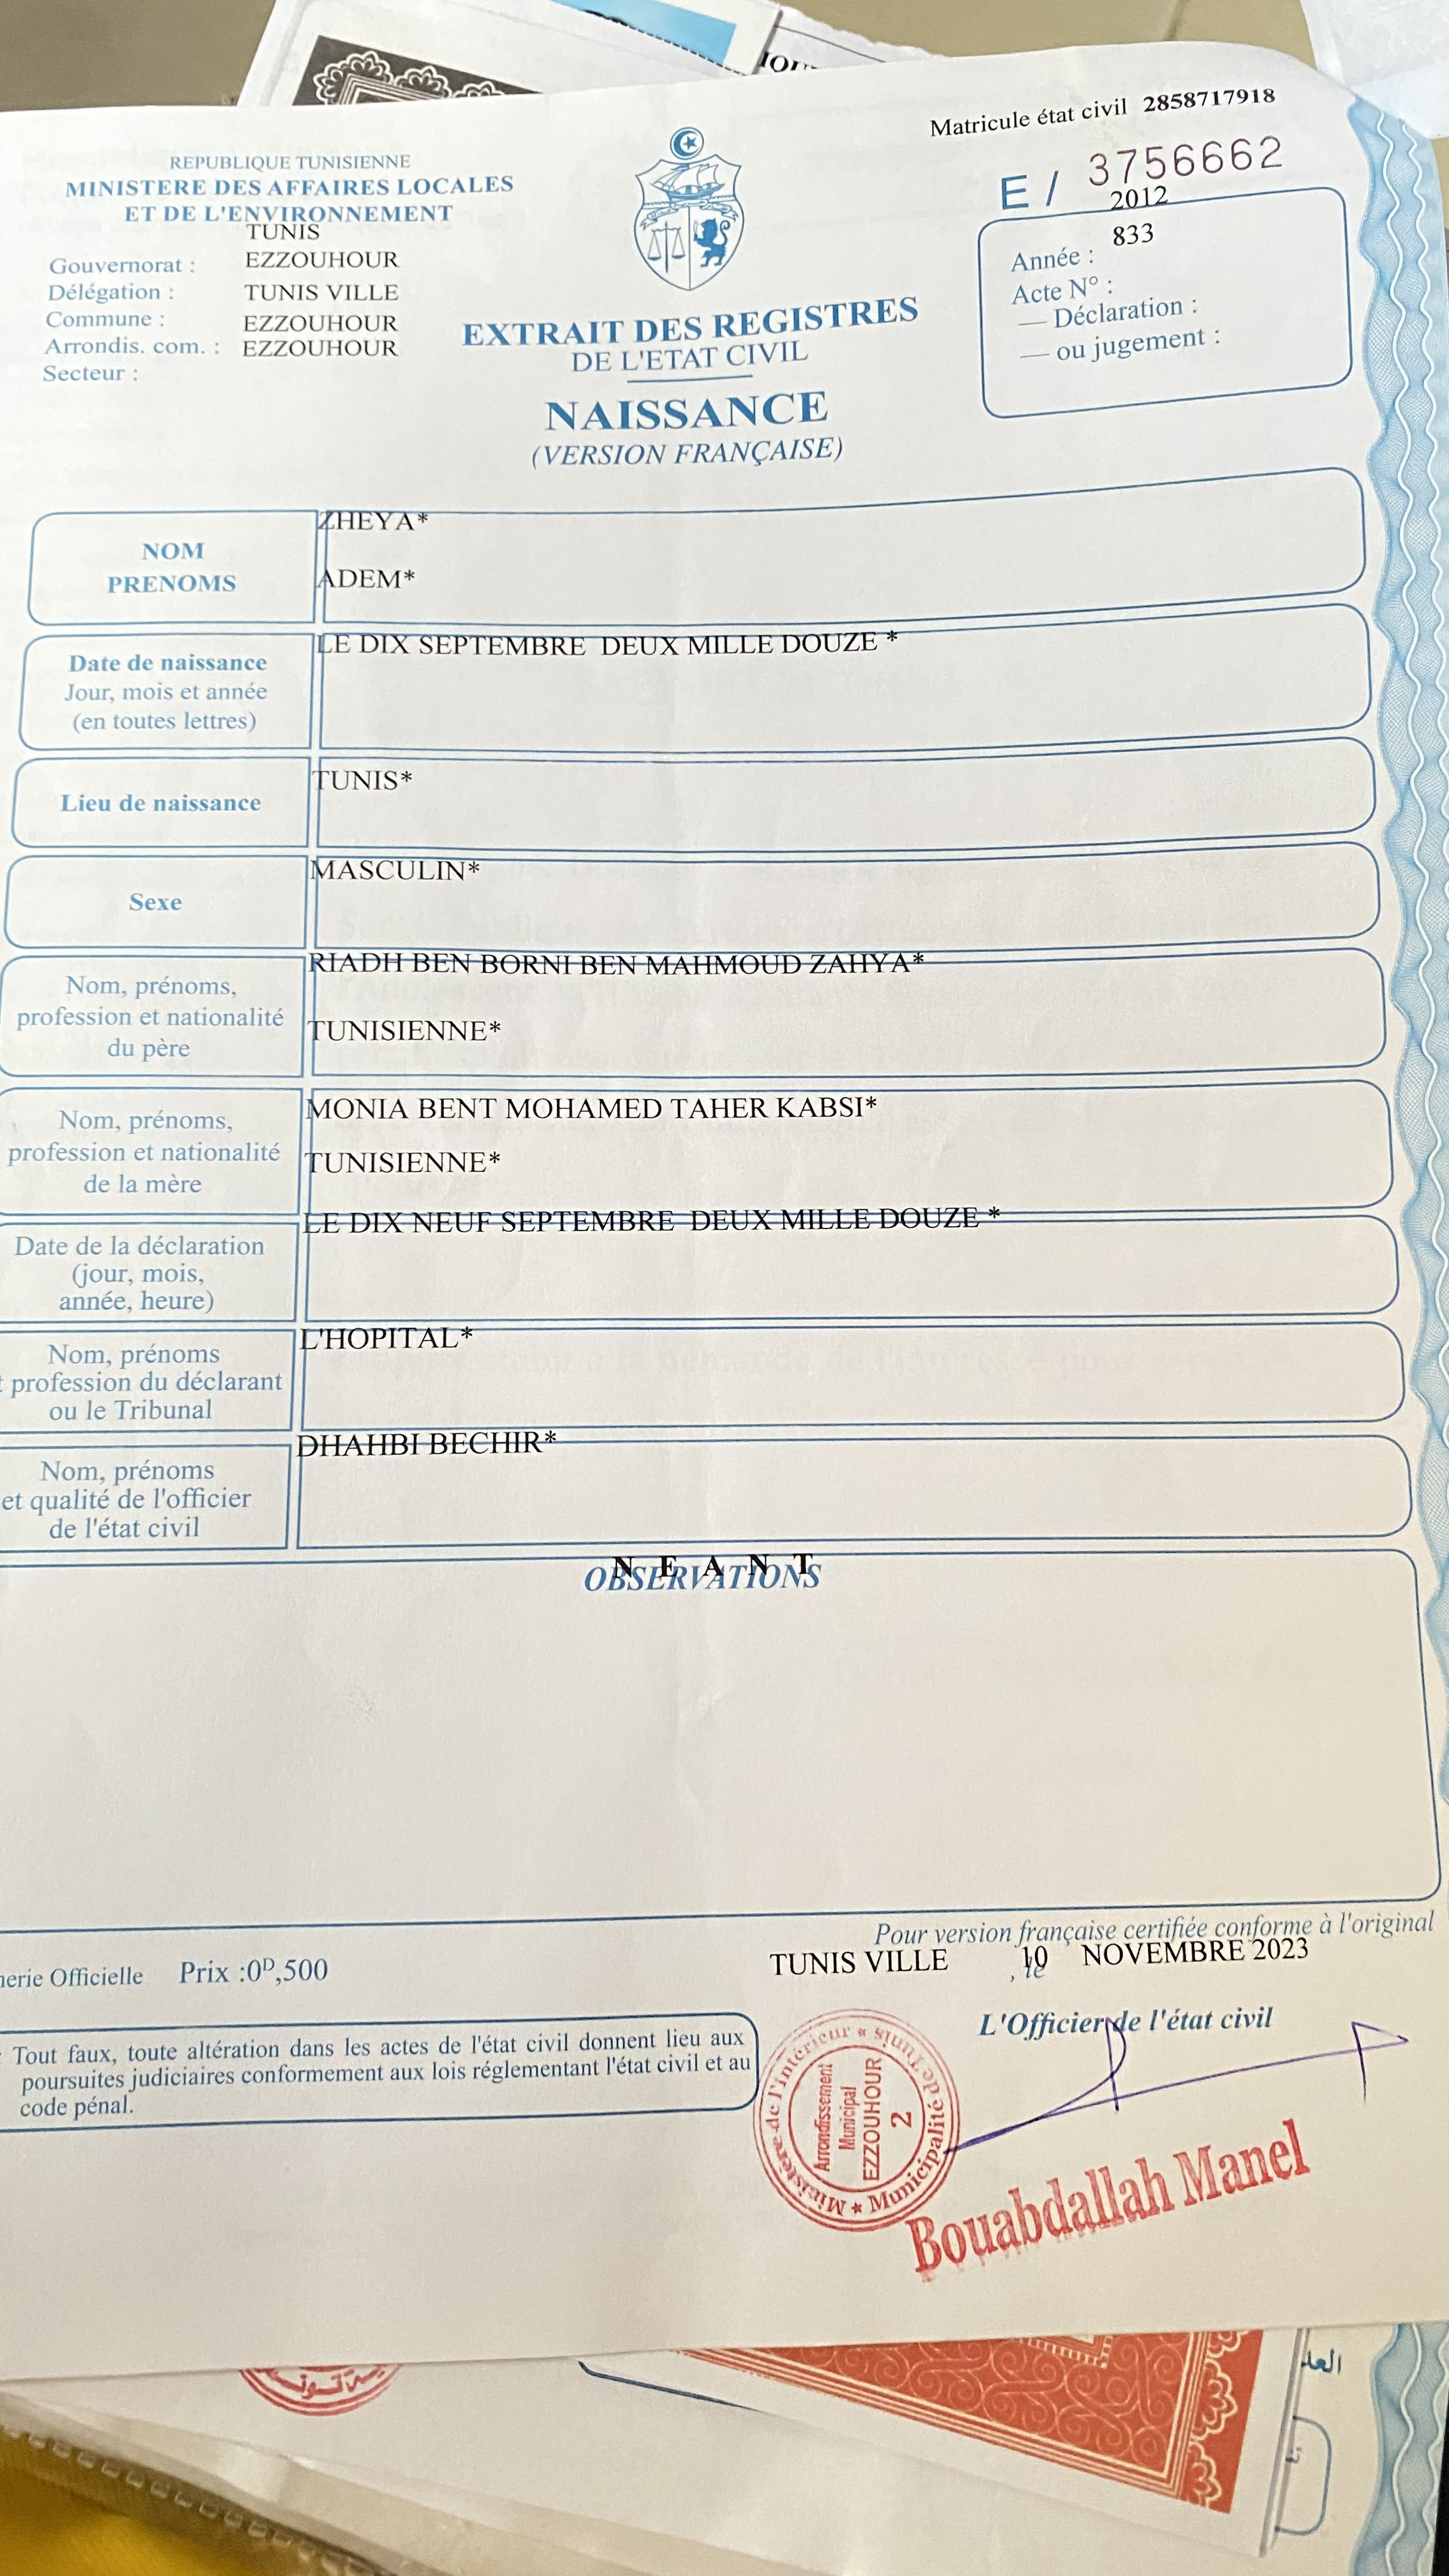 Matricule état civil 2858717918
E / 3756662
REPUBLIQUE TUNISIENNE
MINISTERE DES AFFAIRES LOCALES
ET DE L'ENVIRONNEMENT
TUNIS
Gouvernorat : EZZOUHOUR
Délégation : TUNIS VILLE
Commune : EZZOUHOUR
Arrondis. com. : EZZOUHOUR
Secteur :
EXTRAIT DES REGISTRES
DE L'ETAT CIVIL
NAISSANCE
(VERSION FRANÇAISE)
2012
833
Année :
Acte N° :
— Déclaration :
— ou jugement :
NOM
PRENOMS
ZHEYA*
ADEM*
Date de naissance
Jour, mois et année
(en toutes lettres)
LE DIX SEPTEMBRE DEUX MILLE DOUZE *
Lieu de naissance
TUNIS*
Sexe
MASCULIN*
Nom, prénoms,
profession et nationalité
du père
RIADH BEN BORNI BEN MAHMOUD ZAHYA*
TUNISIENNE*
Nom, prénoms,
profession et nationalité
de la mère
MONIA BENT MOHAMED TAHER KABSI*
TUNISIENNE*
Date de la déclaration
(jour, mois,
année, heure)
LE DIX NEUF SEPTEMBRE DEUX MILLE DOUZE *
Nom, prénoms
profession du déclarant
ou le Tribunal
L'HOPITAL*
Nom, prénoms
et qualité de l'officier
de l'état civil
DHAHBI BECHIR*
N E A N T
OBSERVATIONS
Pour version française certifiée conforme à l'original
TUNIS VILLE , le 10 NOVEMBRE 2023
Officielle Prix :0D,500
L'Officier de l'état civil
Tout faux, toute altération dans les actes de l'état civil donnent lieu aux
poursuites judiciaires conformement aux lois réglementant l'état civil et au
code pénal.
Ministère de l'intérieur * Municipalité de Tunis *
Arrondissement
Municipal
EZZOUHOUR
2
Bouabdallah Manel